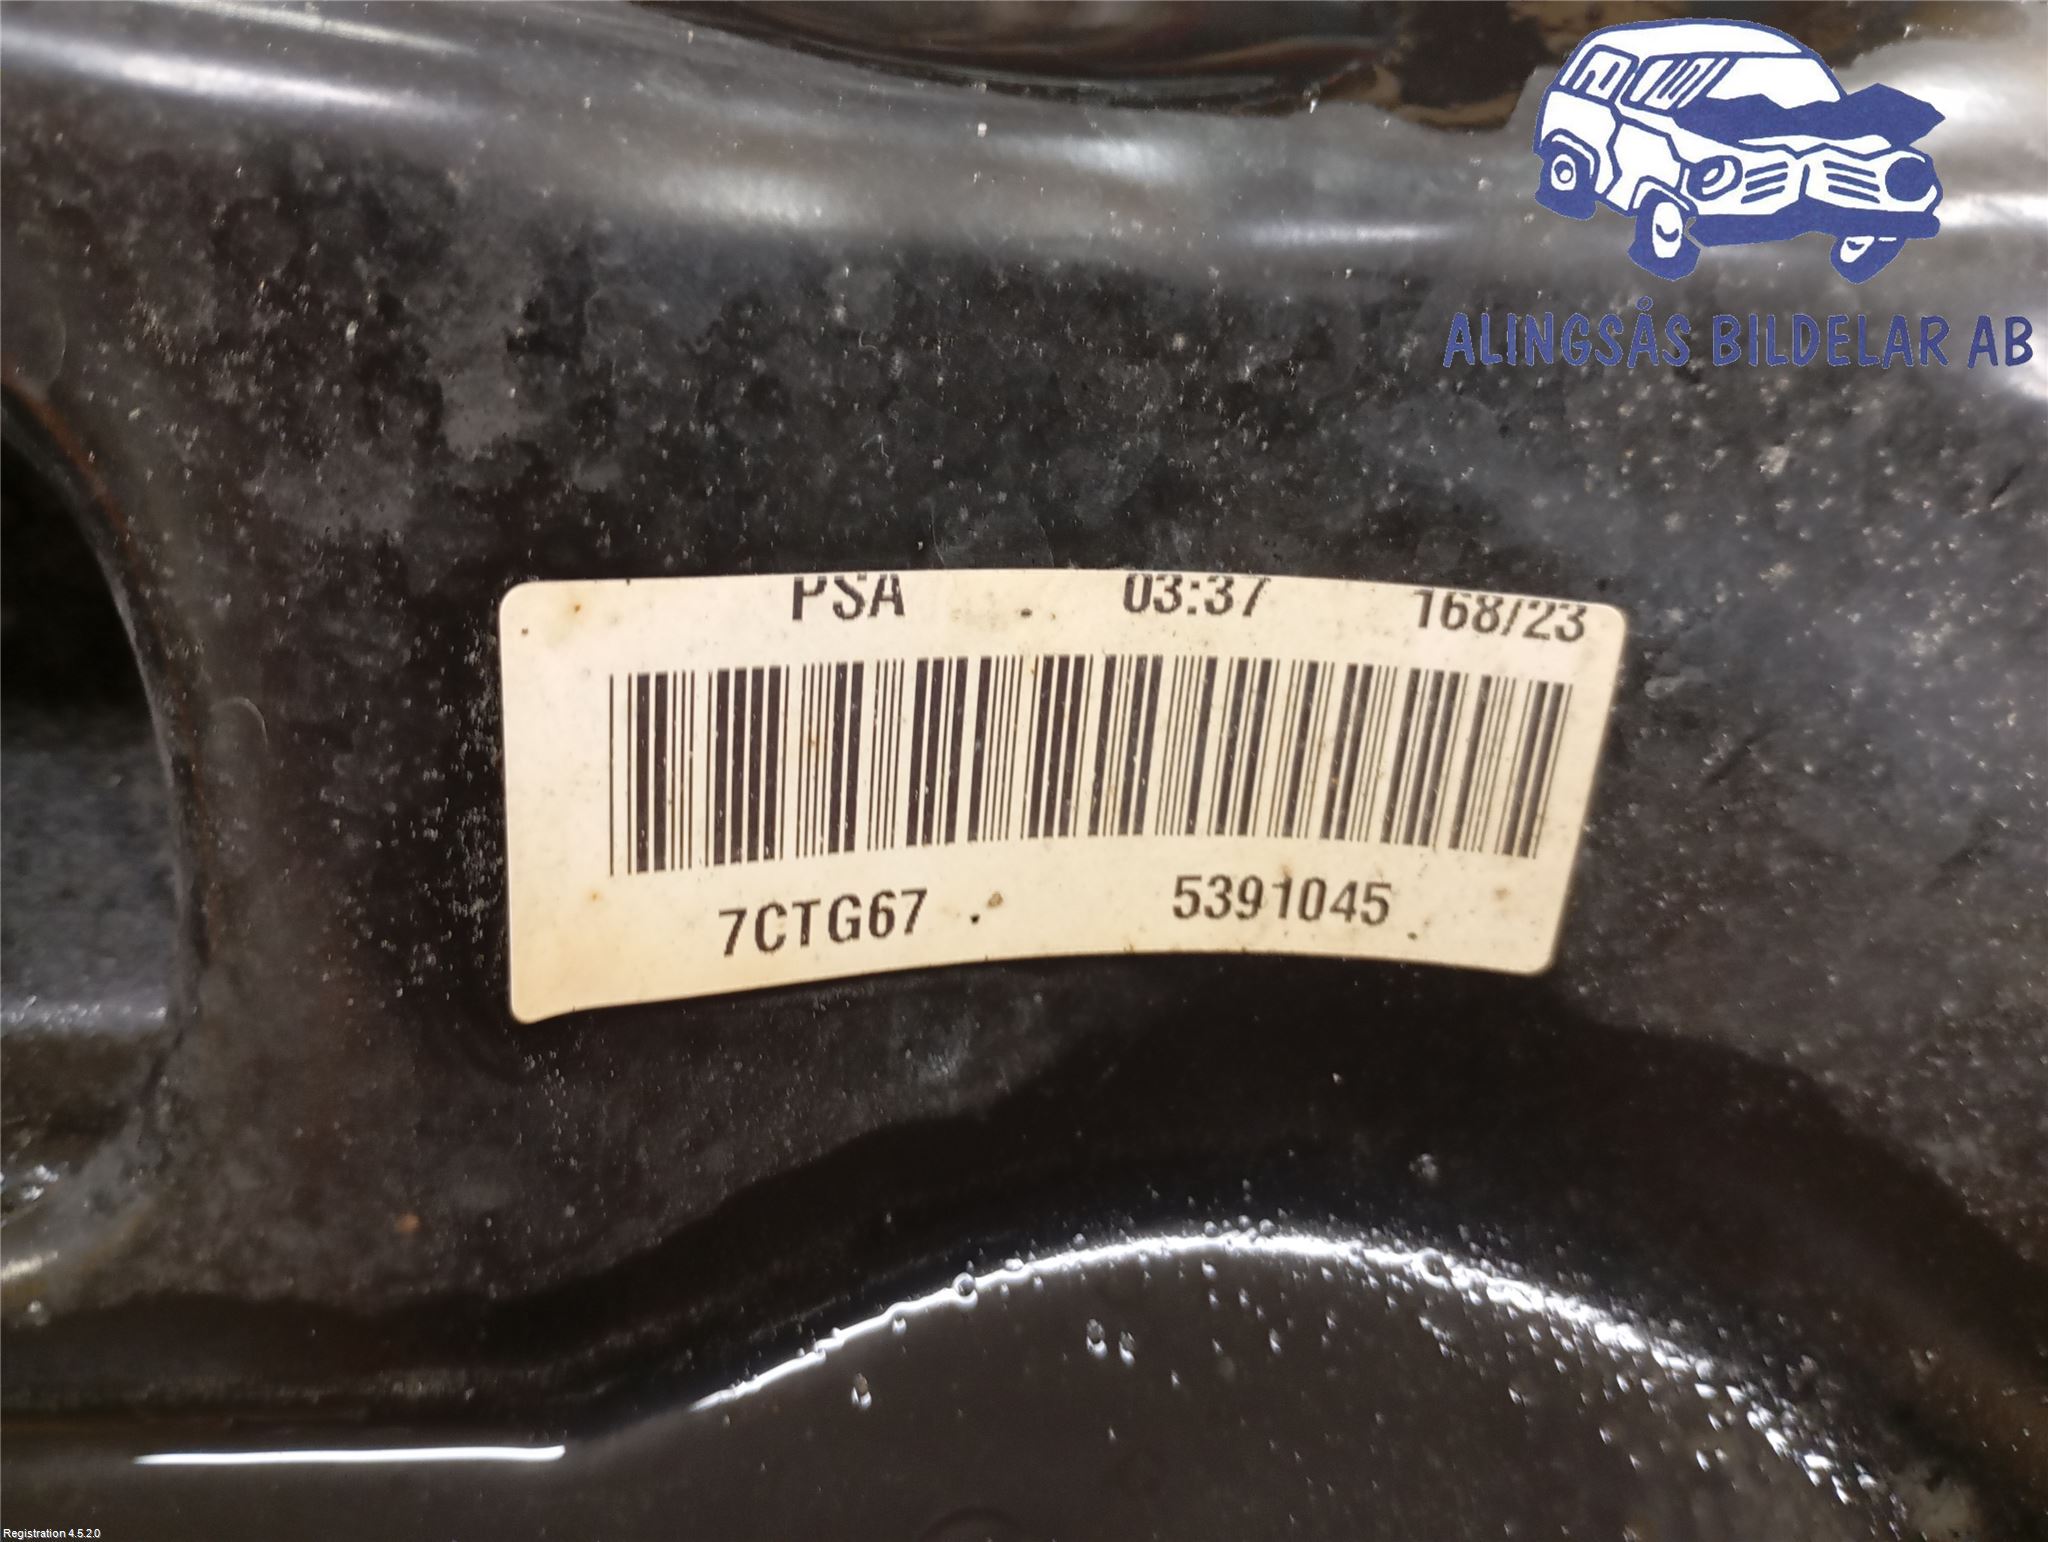 ALINGSÅS BILDELAR AB
PSA 03:37 168/23
7CTG67 5391045
Registration 4.5.2.0